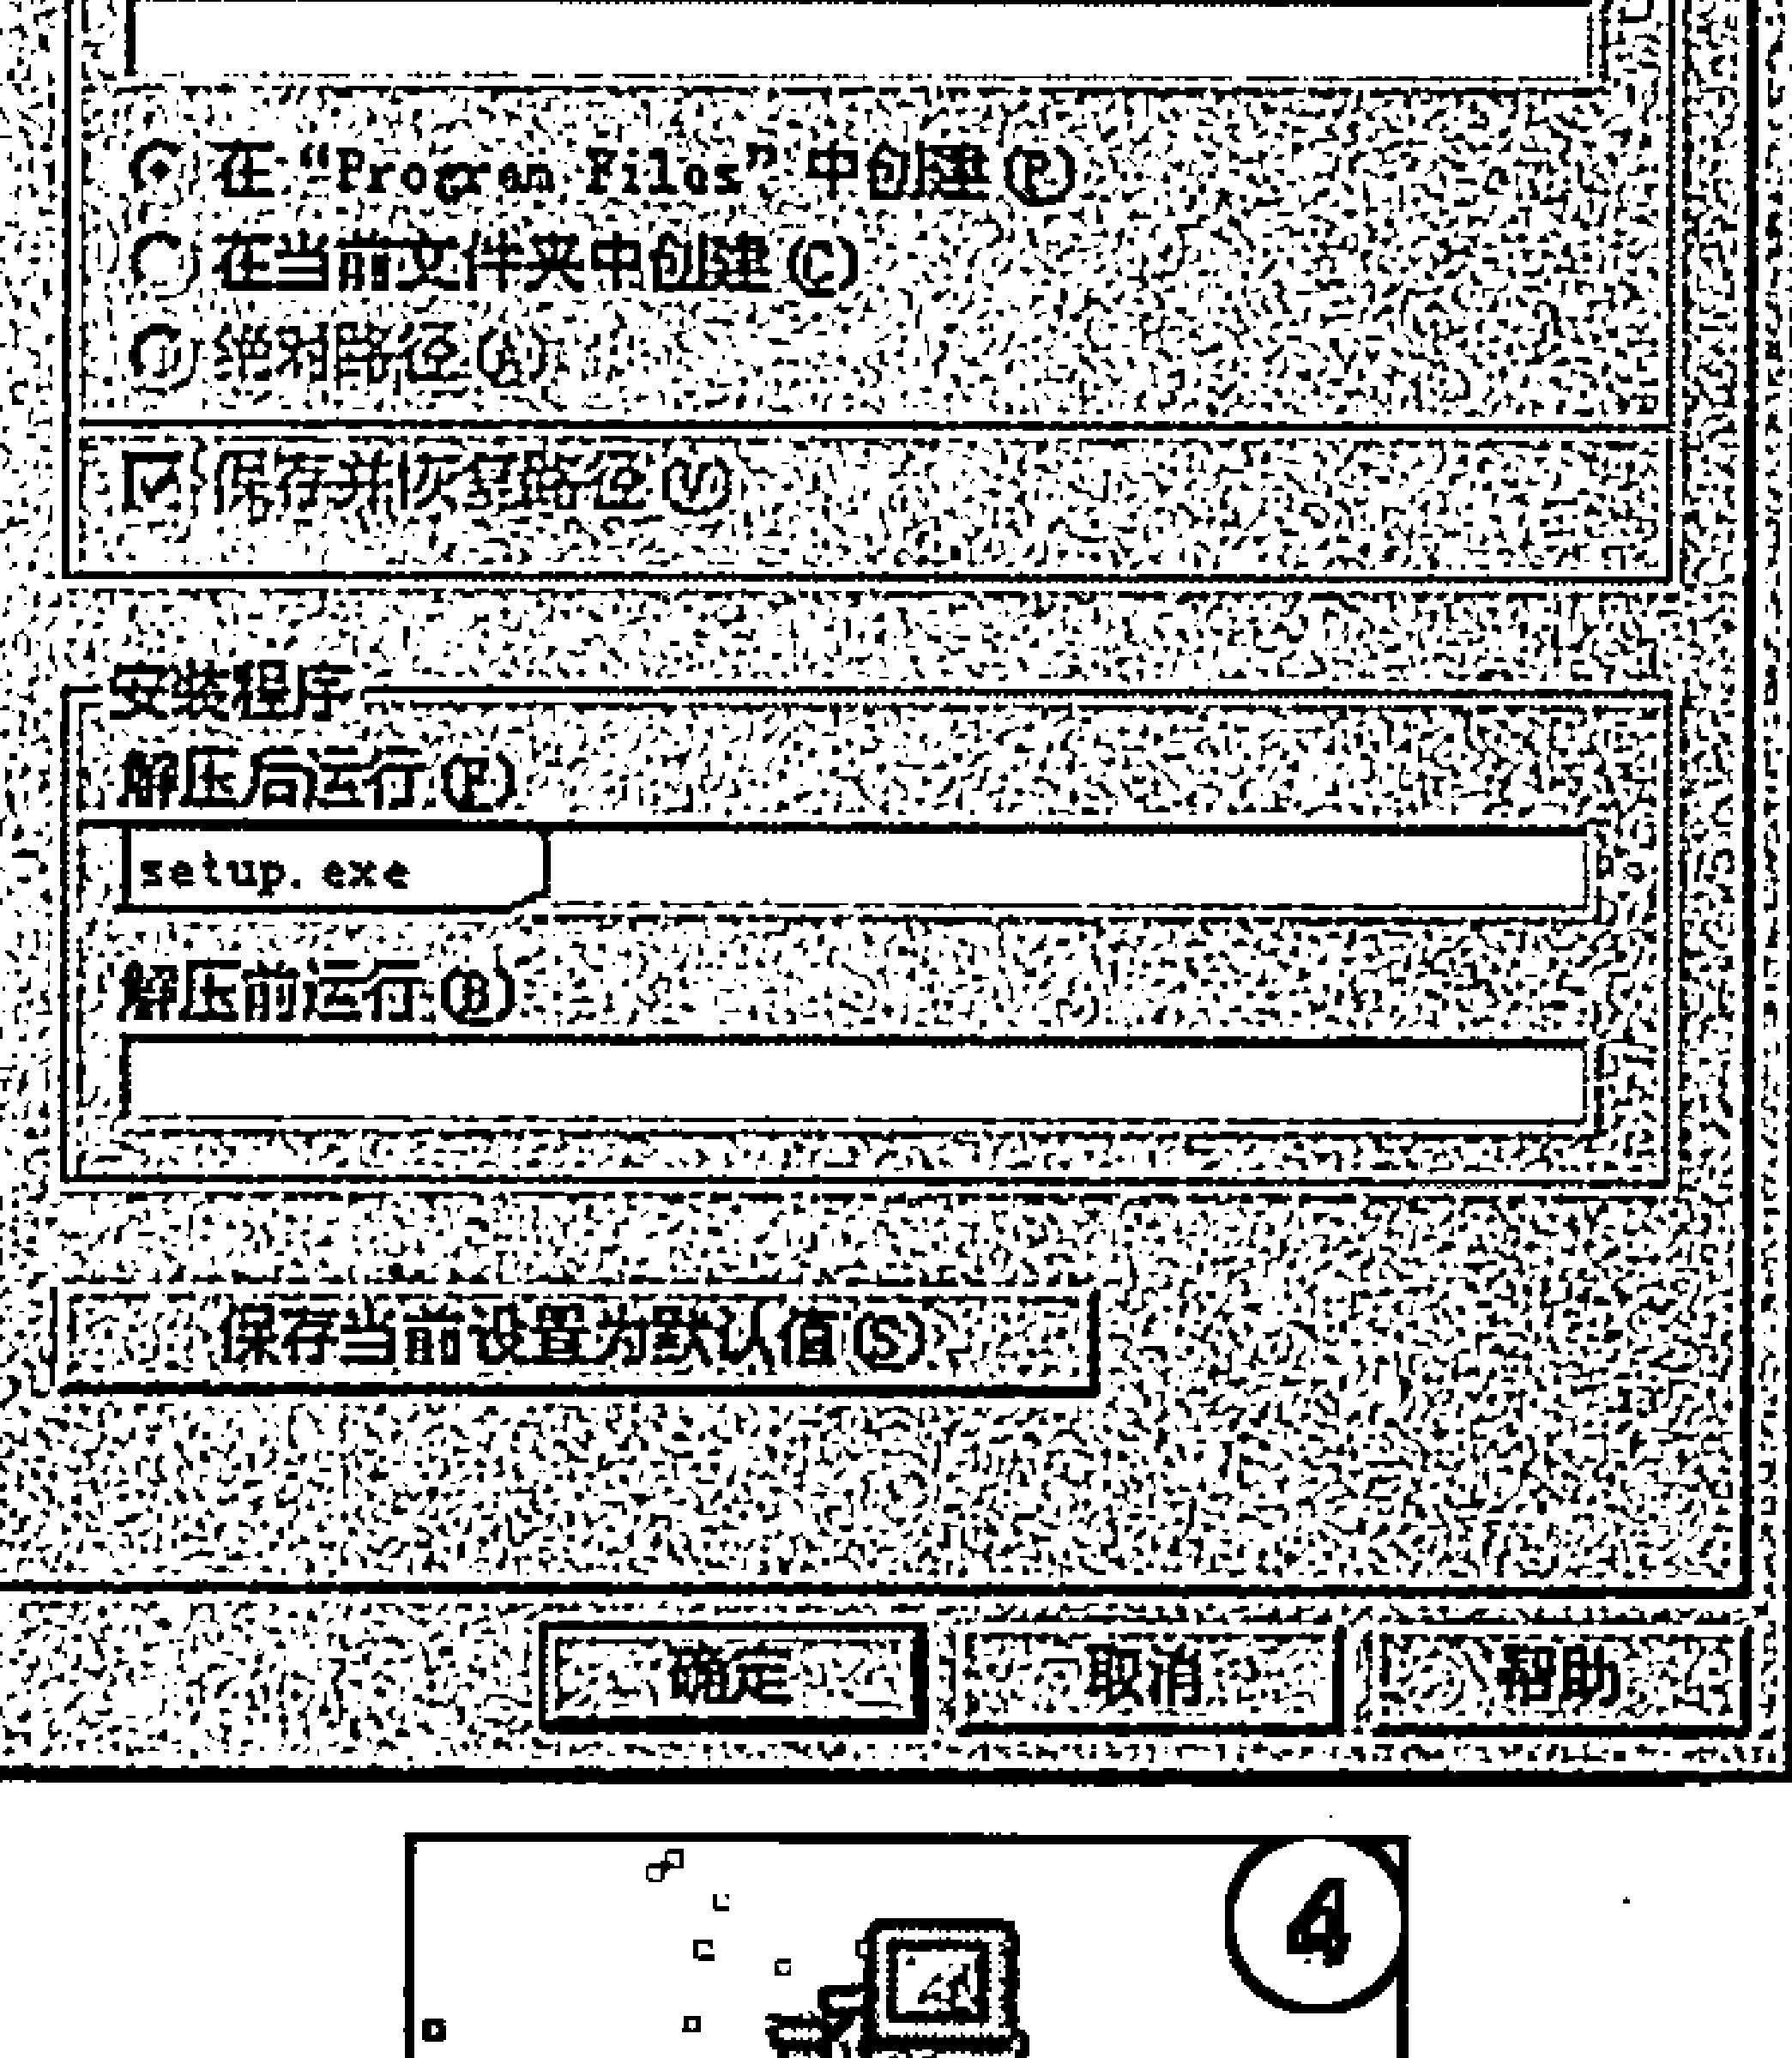 在“Program Files”中创建(P)
在当前文件夹中创建(C)
绝对路径(A)
保存并恢复路径(S)
安装程序
解压后运行(F)
setup.exe
解压前运行(B)
保存当前设置为默认值(S)
确定 取消 帮助
4